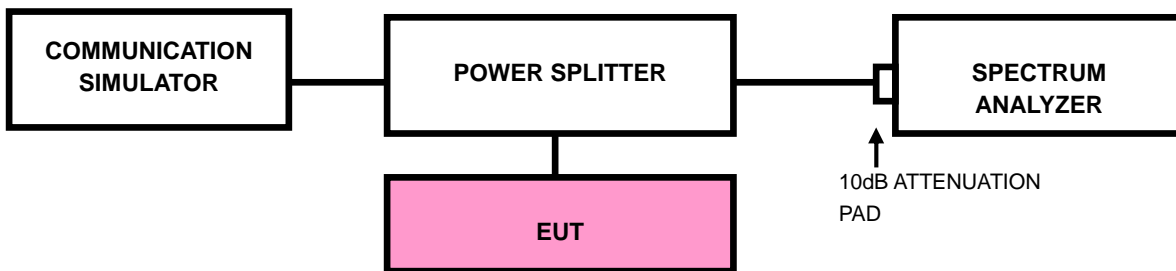 COMMUNICATION
SIMULATOR
POWER SPLITTER
SPECTRUM
ANALYZER
10dB ATTENUATION
PAD
EUT